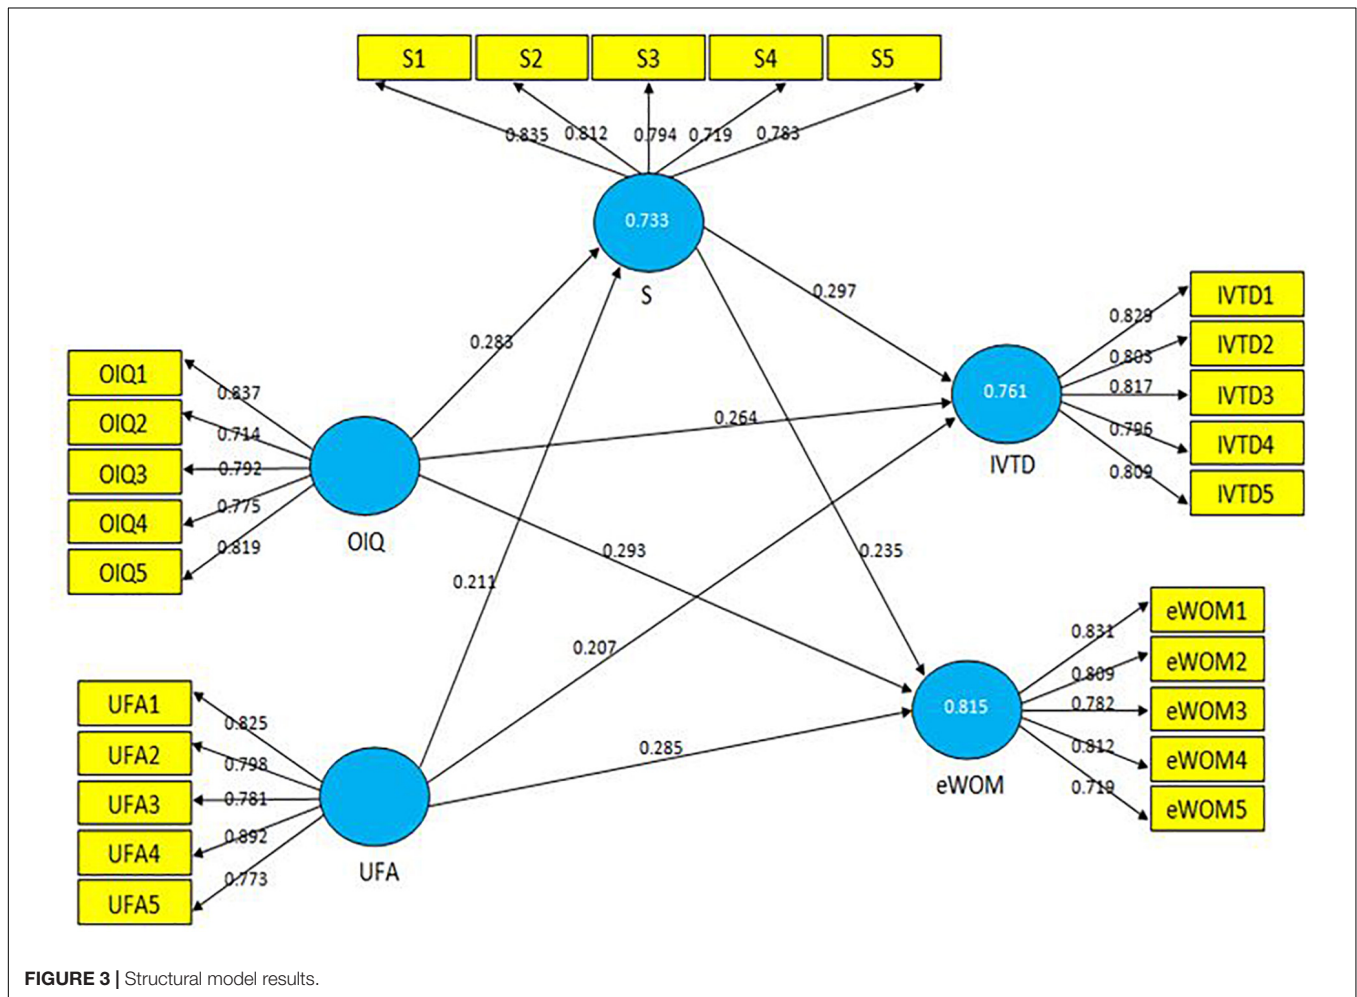 S1 S2 S3 S4 S5
0.835 0.812 0.794 0.719 0.783
0.733
S
0.297
0.283
0.264
0.293
0.235
0.211
0.207
0.285
OIQ1
OIQ2
OIQ3
OIQ4
OIQ5
0.837
0.714
0.792
0.775
0.819
OIQ
IVTD1
IVTD2
IVTD3
IVTD4
IVTD5
0.829
0.803
0.817
0.796
0.809
0.761
IVTD
UFA1
UFA2
UFA3
UFA4
UFA5
0.825
0.798
0.781
0.892
0.773
UFA
eWOM1
eWOM2
eWOM3
eWOM4
eWOM5
0.831
0.809
0.782
0.812
0.719
0.815
eWOM
FIGURE 3 | Structural model results.